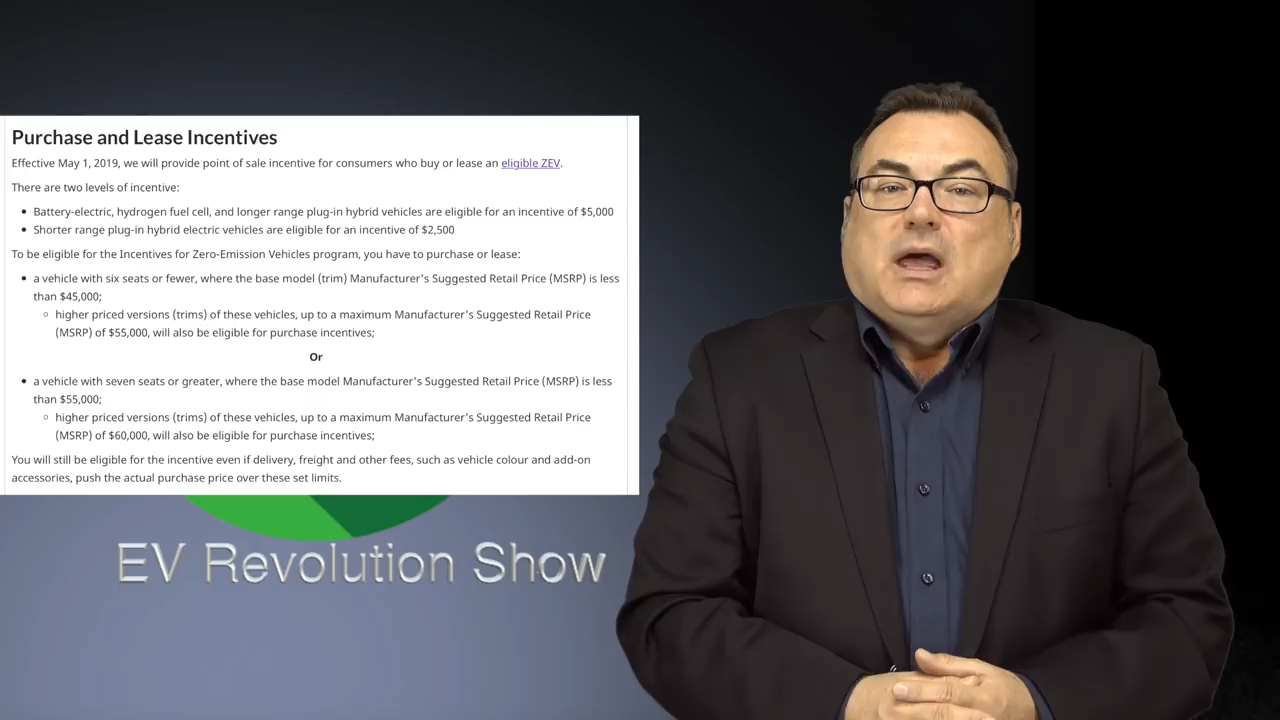 Purchase and Lease Incentives
Effective May 1, 2019, we will provide point of sale incentive for consumers who buy or lease an eligible ZEV.
There are two levels of incentive:
• Battery-electric, hydrogen fuel cell, and longer range plug-in hybrid vehicles are eligible for an incentive of $5,000
• Shorter range plug-in hybrid electric vehicles are eligible for an incentive of $2,500
To be eligible for the Incentives for Zero-Emission Vehicles program, you have to purchase or lease:
• a vehicle with six seats or fewer, where the base model (trim) Manufacturer's Suggested Retail Price (MSRP) is less
than $45,000;
○ higher priced versions (trims) of these vehicles, up to a maximum Manufacturer's Suggested Retail Price
(MSRP) of $55,000, will also be eligible for purchase incentives;
Or
• a vehicle with seven seats or greater, where the base model Manufacturer's Suggested Retail Price (MSRP) is less
than $55,000;
○ higher priced versions (trims) of these vehicles, up to a maximum Manufacturer's Suggested Retail Price
(MSRP) of $60,000, will also be eligible for purchase incentives;
You will still be eligible for the incentive even if delivery, freight and other fees, such as vehicle colour and add-on
accessories, push the actual purchase price over these set limits.
EV Revolution Show